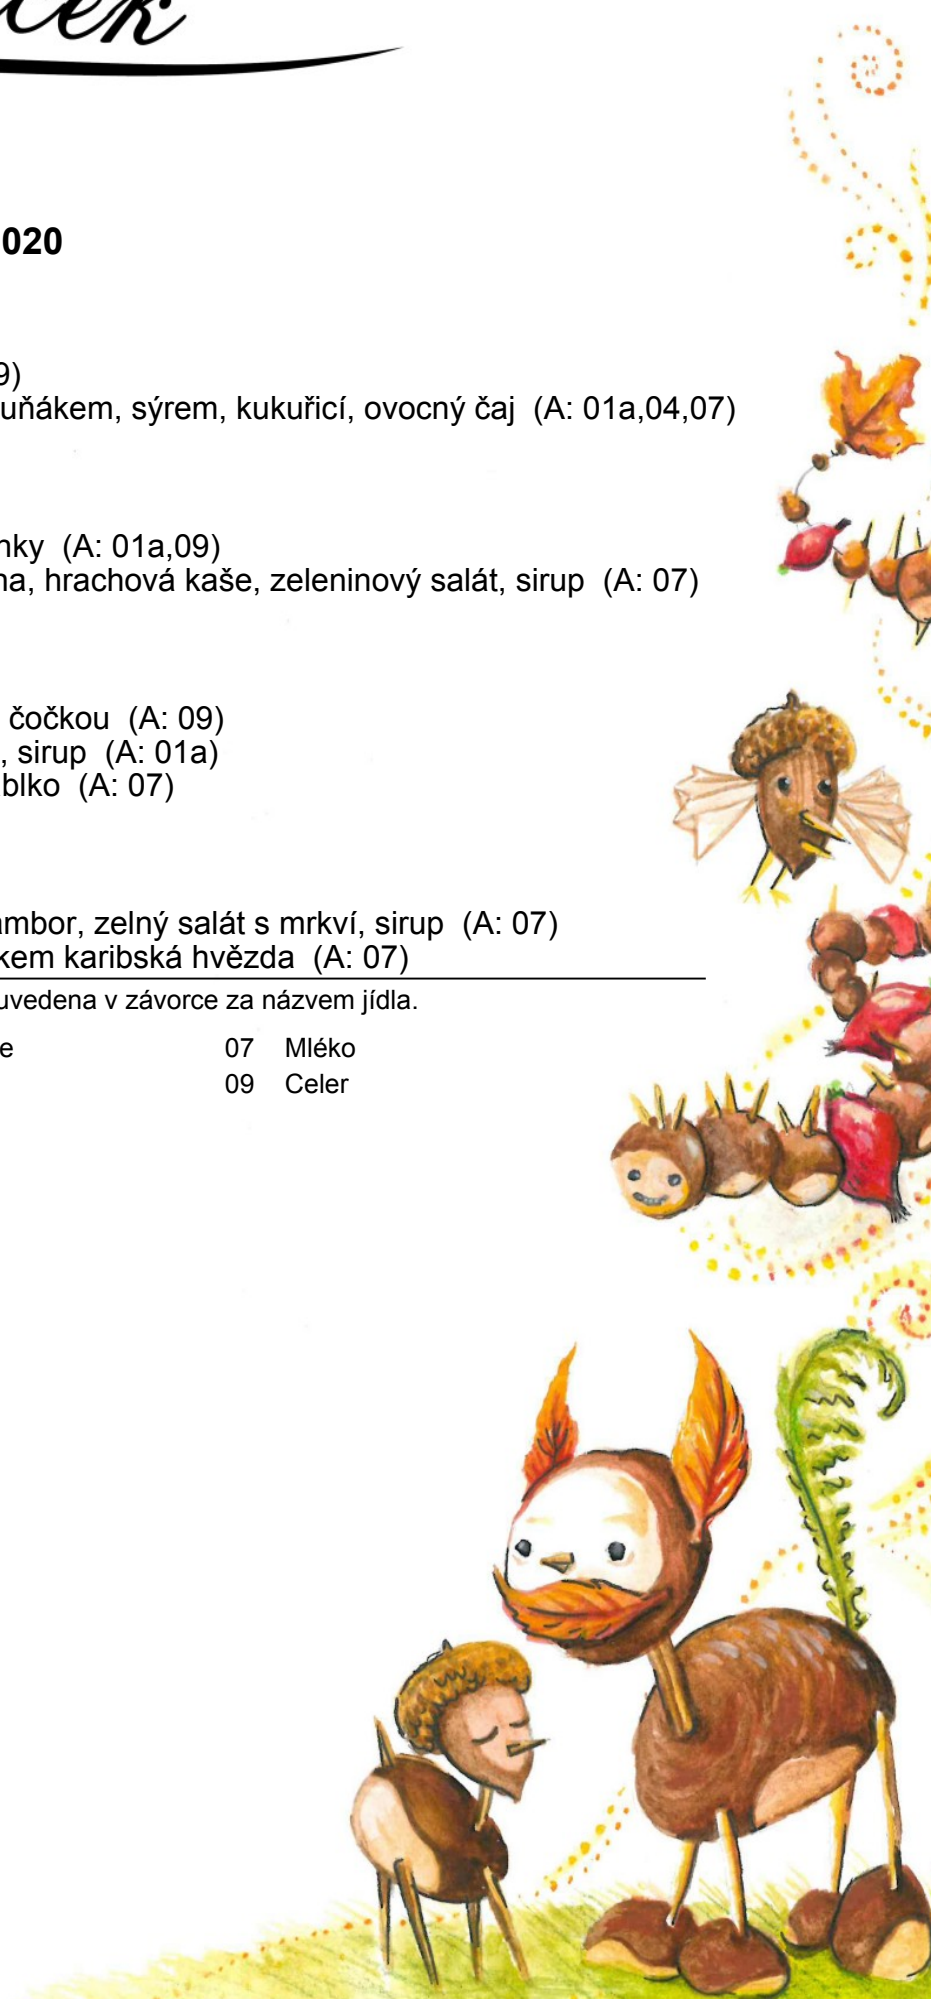 020
9)
uňákem, sýrem, kukuřicí, ovocný čaj (A: 01a,04,07)
nky (A: 01a,09)
na, hrachová kaše, zeleninový salát, sirup (A: 07)
čočkou (A: 09)
, sirup (A: 01a)
blko (A: 07)
ambor, zelný salát s mrkví, sirup (A: 07)
kem karibská hvězda (A: 07)
uvedena v závorce za názvem jídla.
e 07 Mléko
09 Celer